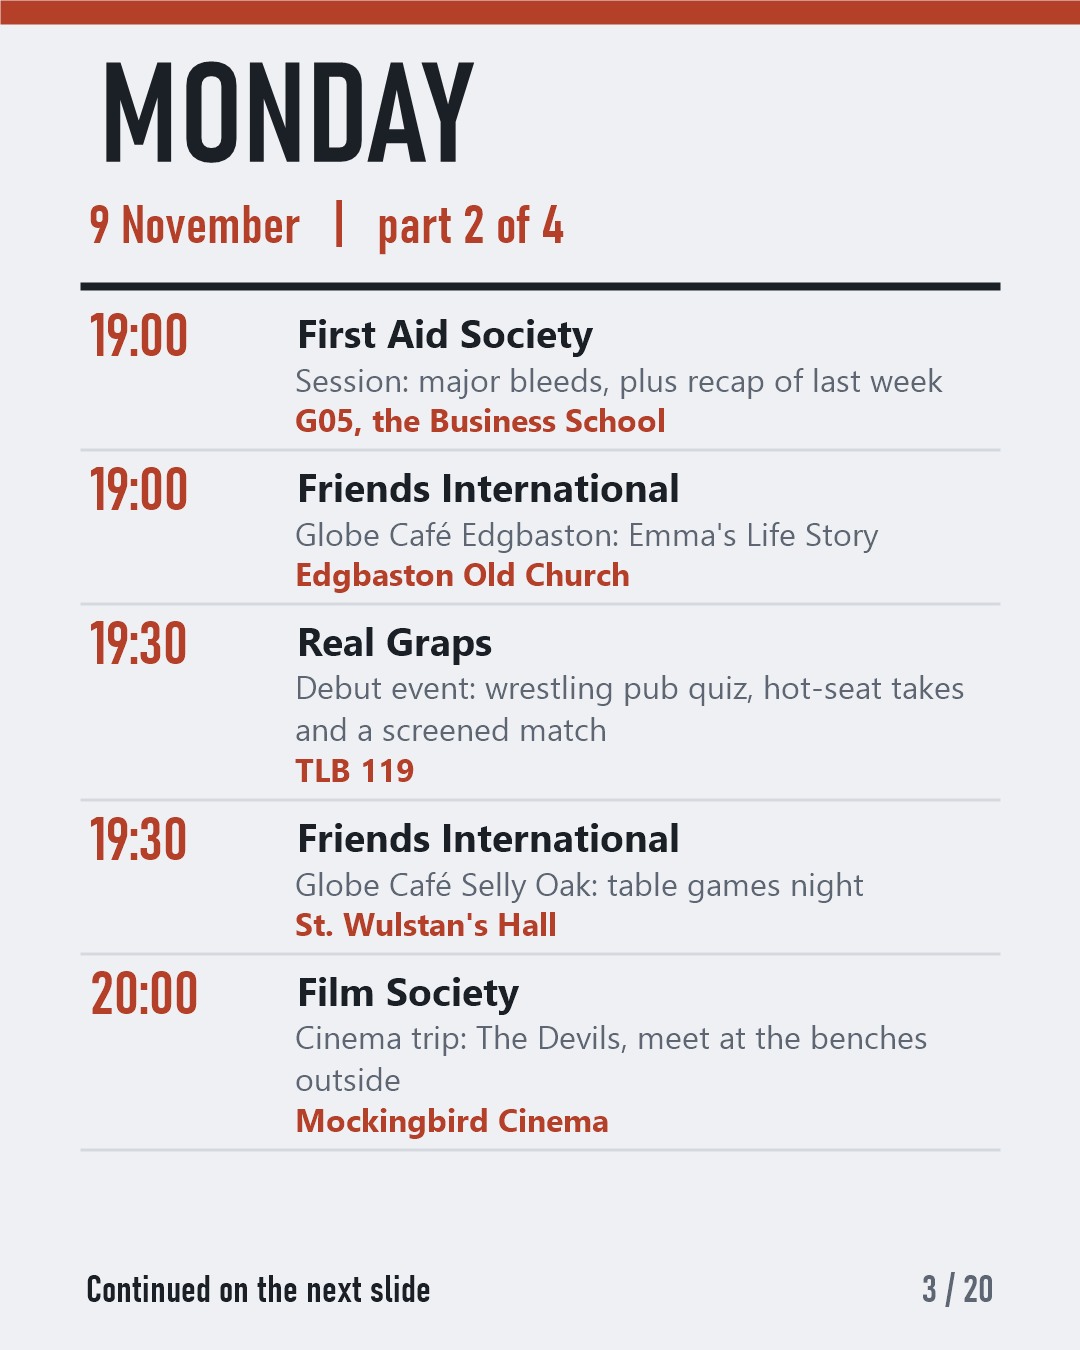 MONDAY
9 November | part 2 of 4
19:00 First Aid Society
Session: major bleeds, plus recap of last week
G05, the Business School
19:00 Friends International
Globe Café Edgbaston: Emma's Life Story
Edgbaston Old Church
19:30 Real Graps
Debut event: wrestling pub quiz, hot-seat takes
and a screened match
TLB 119
19:30 Friends International
Globe Café Selly Oak: table games night
St. Wulstan's Hall
20:00 Film Society
Cinema trip: The Devils, meet at the benches
outside
Mockingbird Cinema
Continued on the next slide 3 / 20